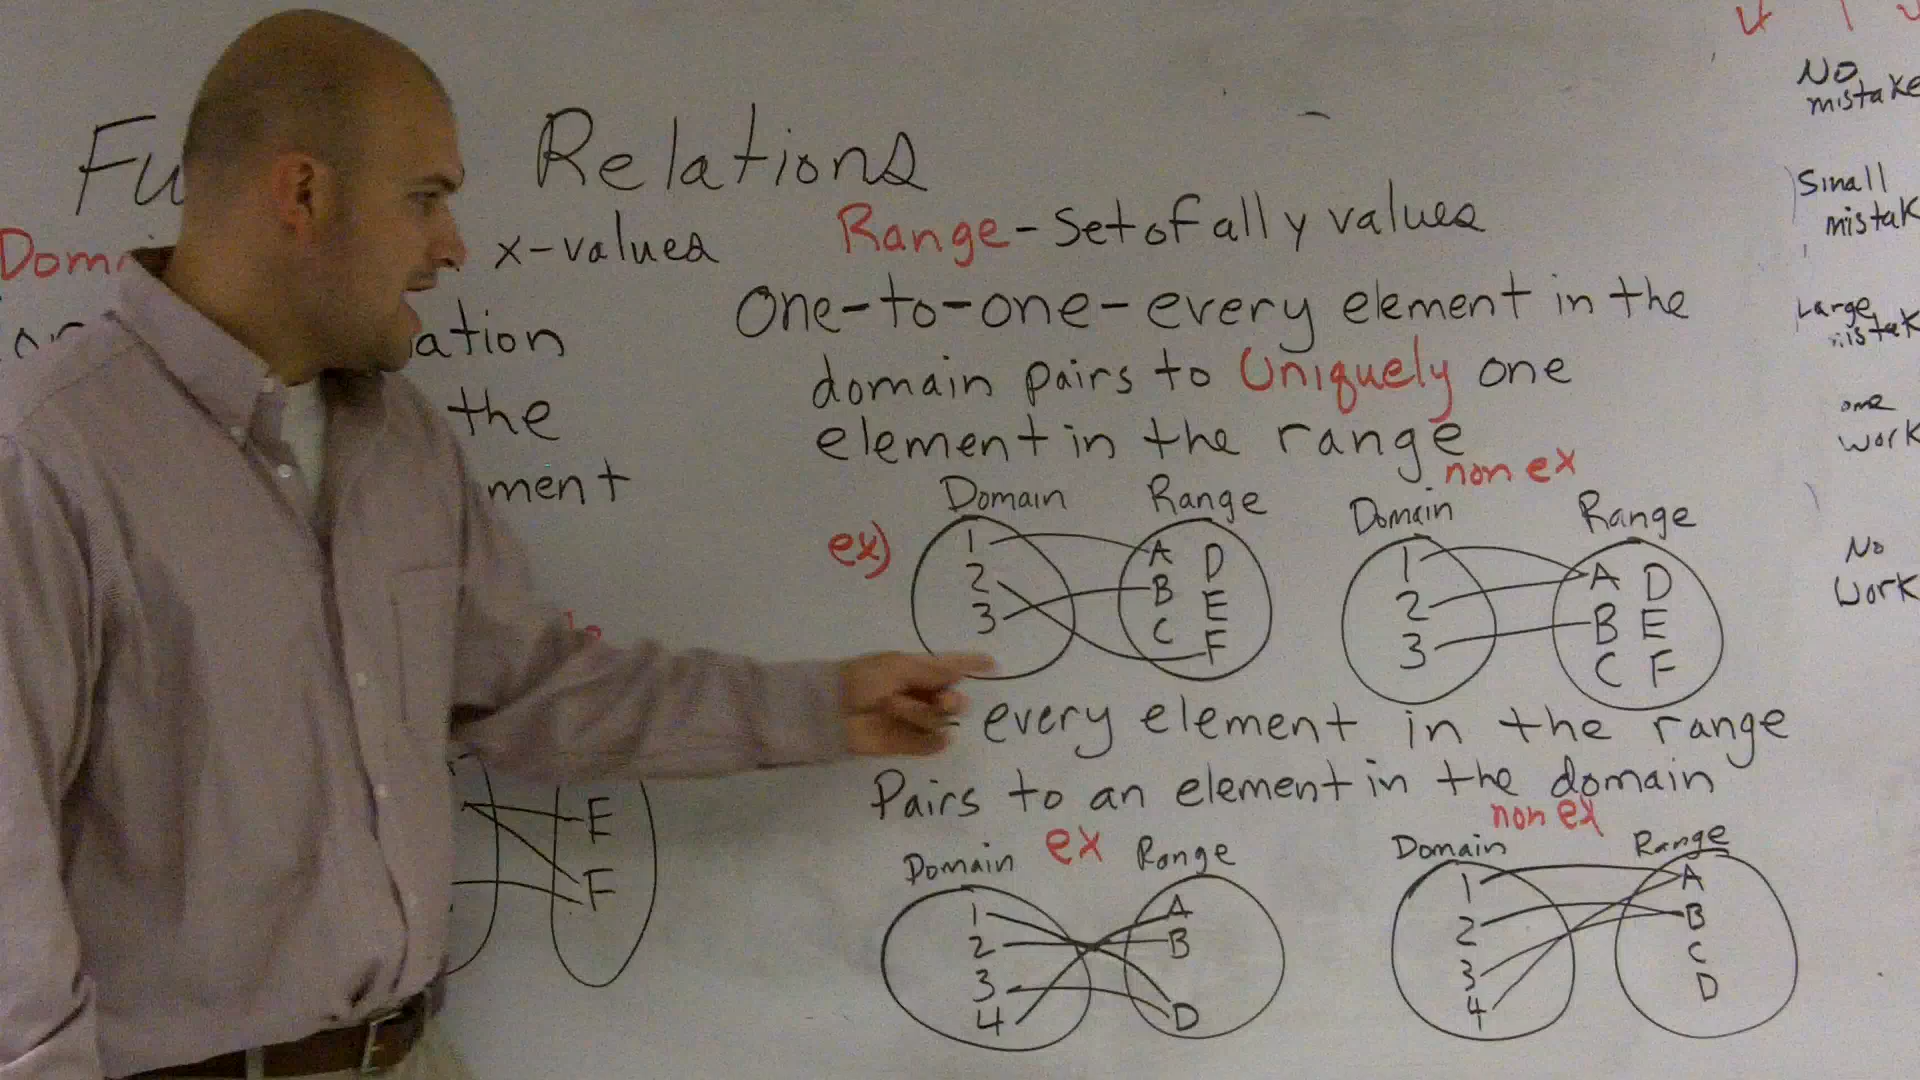 Relations
x-values
Range - Set of all y values
ation
the
ment
One-to-one - every element in the
domain pairs to Uniquely one
element in the range
non ex
Domain Range
Domain Range
ex)
1 A D
2 B E
3 C F
1 A D
2 B E
3 C F
- every element in the range
Pairs to an element in the domain
ex
non ex
Domain Range
Domain Range
1 A
2 B
3
4 D
1 A
2 B
3 C
4 D
E
F
No
mistake
Small
mistak
Large
mistak
one
work
No
Work